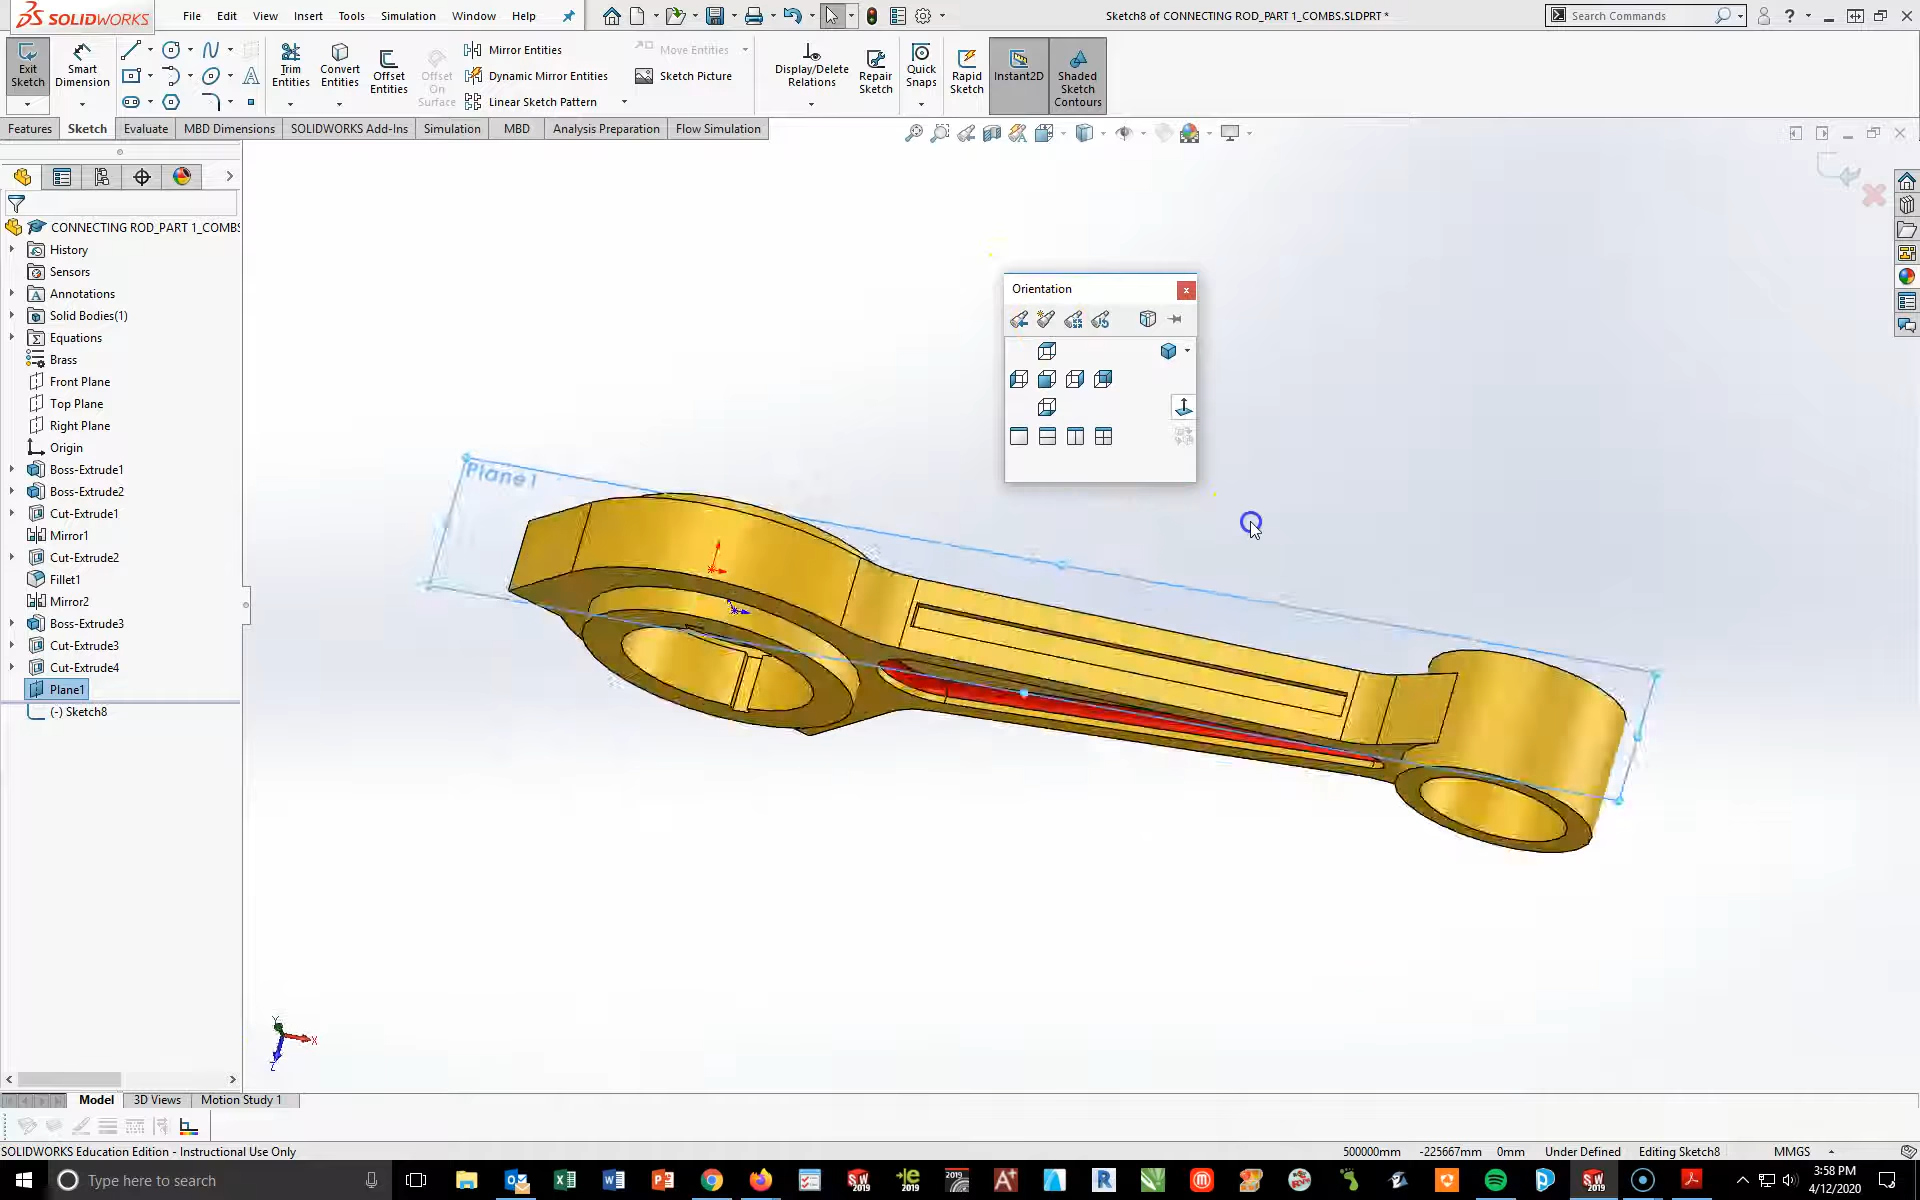 SOLIDWORKS
File Edit View Insert Tools Simulation Window Help
Sketch8 of CONNECTING ROD_PART 1_COMBS.SLDPRT *
Search Commands
Exit Sketch
Smart Dimension
Trim Entities
Convert Entities
Offset Entities
Offset On Surface
Mirror Entities
Dynamic Mirror Entities
Linear Sketch Pattern
Move Entities
Sketch Picture
Display/Delete Relations
Repair Sketch
Quick Snaps
Rapid Sketch
Instant2D
Shaded Sketch Contours
Features Sketch Evaluate MBD Dimensions SOLIDWORKS Add-Ins Simulation MBD Analysis Preparation Flow Simulation
CONNECTING ROD_PART 1_COMBS
History
Sensors
Annotations
Solid Bodies(1)
Equations
Brass
Front Plane
Top Plane
Right Plane
Origin
Boss-Extrude1
Boss-Extrude2
Cut-Extrude1
Mirror1
Cut-Extrude2
Fillet1
Mirror2
Boss-Extrude3
Cut-Extrude3
Cut-Extrude4
Plane1
(-) Sketch8
Orientation
Plane1
Y
X
Z
Model 3D Views Motion Study 1
SOLIDWORKS Education Edition - Instructional Use Only
500000mm -225667mm 0mm Under Defined Editing Sketch8 MMGS
Type here to search
3:58 PM
4/12/2020